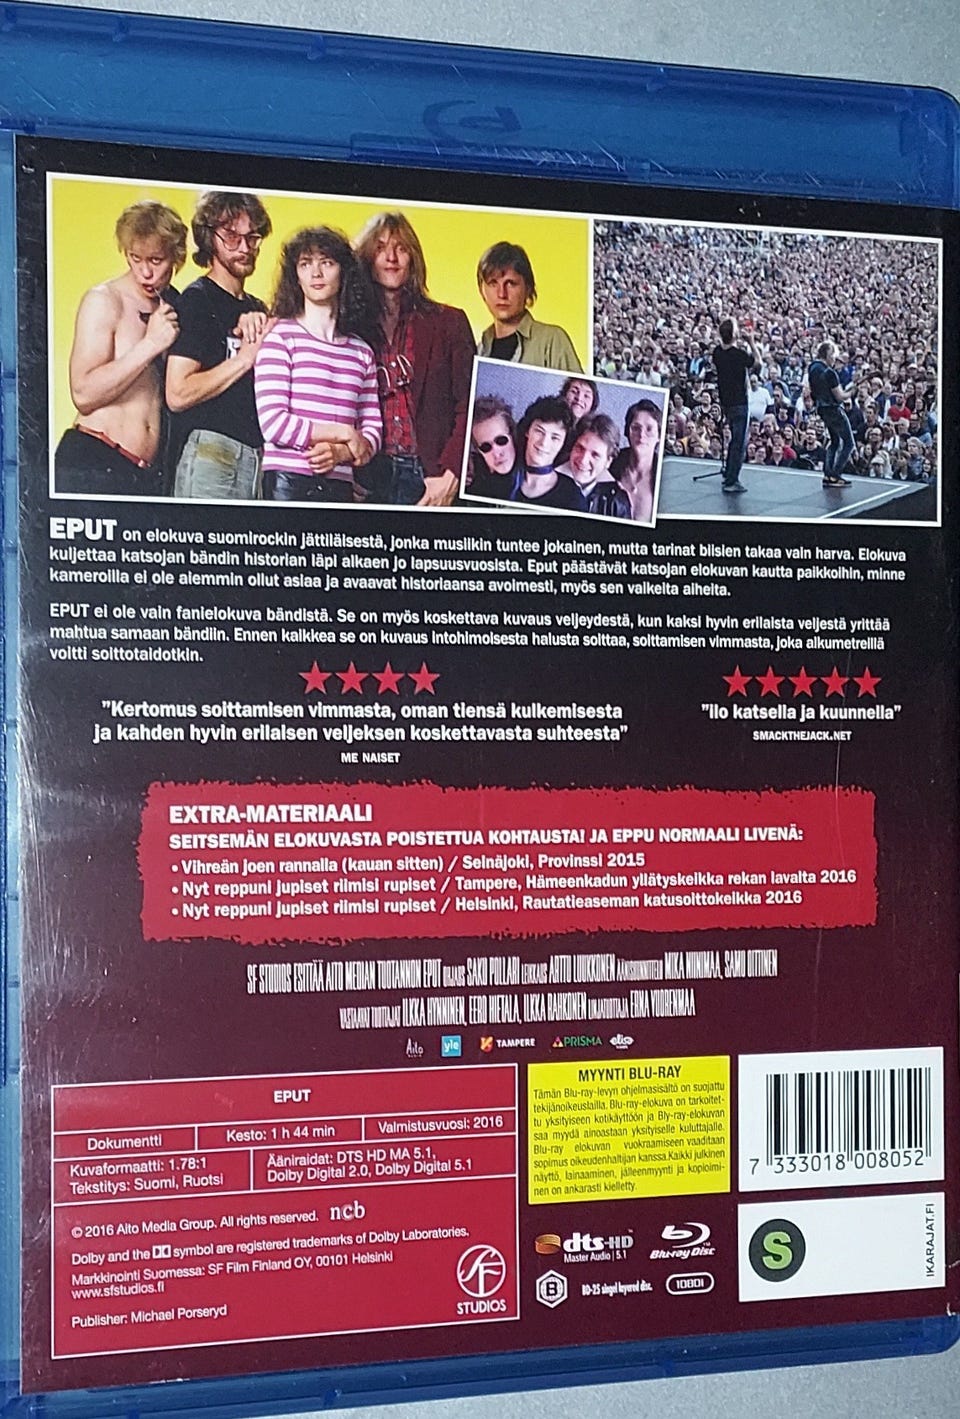 EPUT on elokuva suomirockin jättiläisestä, jonka musiikin tuntee jokainen, mutta tarinat biisien takaa vain harva. Elokuva
kuljettaa katsojan bändin historian läpi alkaen jo lapsuusvuosista. Eput päästävät katsojan elokuvan kautta paikkoihin, minne
kameroilla ei ole aiemmin ollut asiaa ja avaavat historiaansa avoimesti, myös sen vaikeita aiheita.
EPUT ei ole vain fanielokuva bändistä. Se on myös koskettava kuvaus veljeydestä, kun kaksi hyvin erilaista veljestä yrittää
mahtua samaan bändiin. Ennen kaikkea se on kuvaus intohimoisesta halusta soittaa, soittamisen vimmasta, joka alkumetreillä
voitti soittotaidotkin.
"Kertomus soittamisen vimmasta, oman tiensä kulkemisesta
ja kahden hyvin erilaisen veljeksen koskettavasta suhteesta"
ME NAISET
"Ilo katsella ja kuunnella"
SMACKTHEJACK.NET
EXTRA-MATERIAALI
SEITSEMÄN ELOKUVASTA POISTETTUA KOHTAUSTA! JA EPPU NORMAALI LIVENÄ:
• Vihreän joen rannalla (kauan sitten) / Seinäjoki, Provinssi 2015
• Nyt reppuni jupiset riimisi rupiset / Tampere, Hämeenkadun yllätyskeikka rekan lavalta 2016
• Nyt reppuni jupiset riimisi rupiset / Helsinki, Rautatieaseman katusoittokeikka 2016
SF STUDIOS ESITTÄÄ AITO MEDIAN TUOTANNON EPUT OHJAUS SAKU POLLARI LEIKKAUS ARTTU LUUKKONEN ÄÄNISUUNNITTELU MIKA NIINIMAA, SAMU OITTINEN
VASTAAVAT TUOTTAJAT ILKKA HYNNINEN, EERO HIETALA, ILKKA RAHKONEN LINJATUOTTAJA ERNA VUORENMAA
Aito
yle
TAMPERE
PRISMA
elisa
EPUT
Dokumentti
Kesto: 1 h 44 min
Valmistusvuosi: 2016
Kuvaformaatti: 1.78:1
Tekstitys: Suomi, Ruotsi
Ääniraidat: DTS HD MA 5.1,
Dolby Digital 2.0, Dolby Digital 5.1
© 2016 Aito Media Group. All rights reserved. ncb
Dolby and the DD symbol are registered trademarks of Dolby Laboratories.
Markkinointi Suomessa: SF Film Finland OY, 00101 Helsinki
www.sfstudios.fi
Publisher: Michael Porseryd
SF
STUDIOS
MYYNTI BLU-RAY
Tämän Blu-ray-levyn ohjelmasisältö on suojattu
tekijänoikeuslailla. Blu-ray-elokuva on tarkoitet-
tu yksityiseen kotikäyttöön ja Bly-ray-elokuvan
saa myydä ainoastaan yksityiselle kuluttajalle.
Blu-ray elokuvan vuokraamiseen vaaditaan
sopimus oikeudenhaltijan kanssa.Kaikki julkinen
näyttö, lainaaminen, jälleenmyynti ja kopioimi-
nen on ankarasti kielletty.
dts-HD
Master Audio | 5.1
Blu-ray Disc
B
BD-25 singel layered disc.
1080i
7 333018 008052
S
IKARAJAT.FI